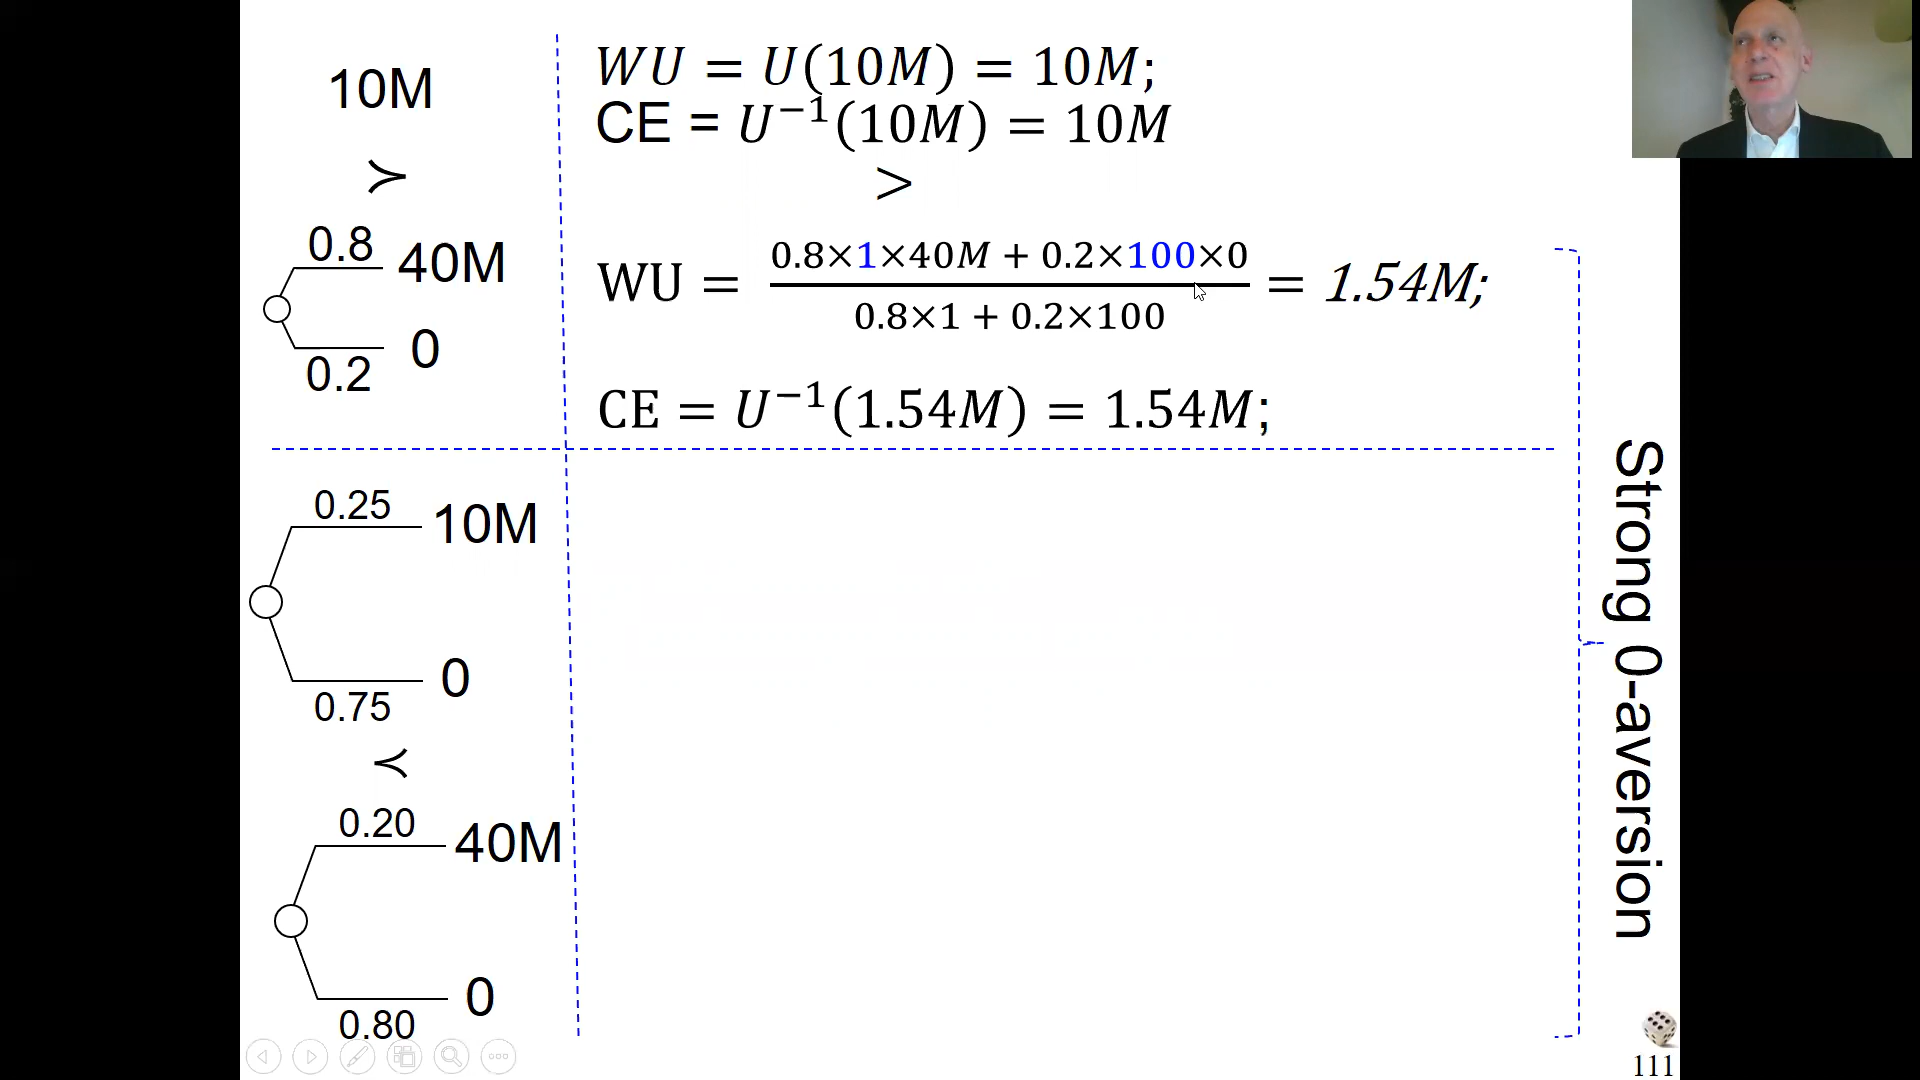 10M
≻
0.8 40M
0
0.2
WU = U(10M) = 10M;
CE = U⁻¹(10M) = 10M
>
WU = (0.8×1×40M + 0.2×100×0) / (0.8×1 + 0.2×100) = 1.54M;
CE = U⁻¹(1.54M) = 1.54M;
0.25 10M
0
0.75
≺
0.20 40M
0
0.80
Strong 0-aversion
111